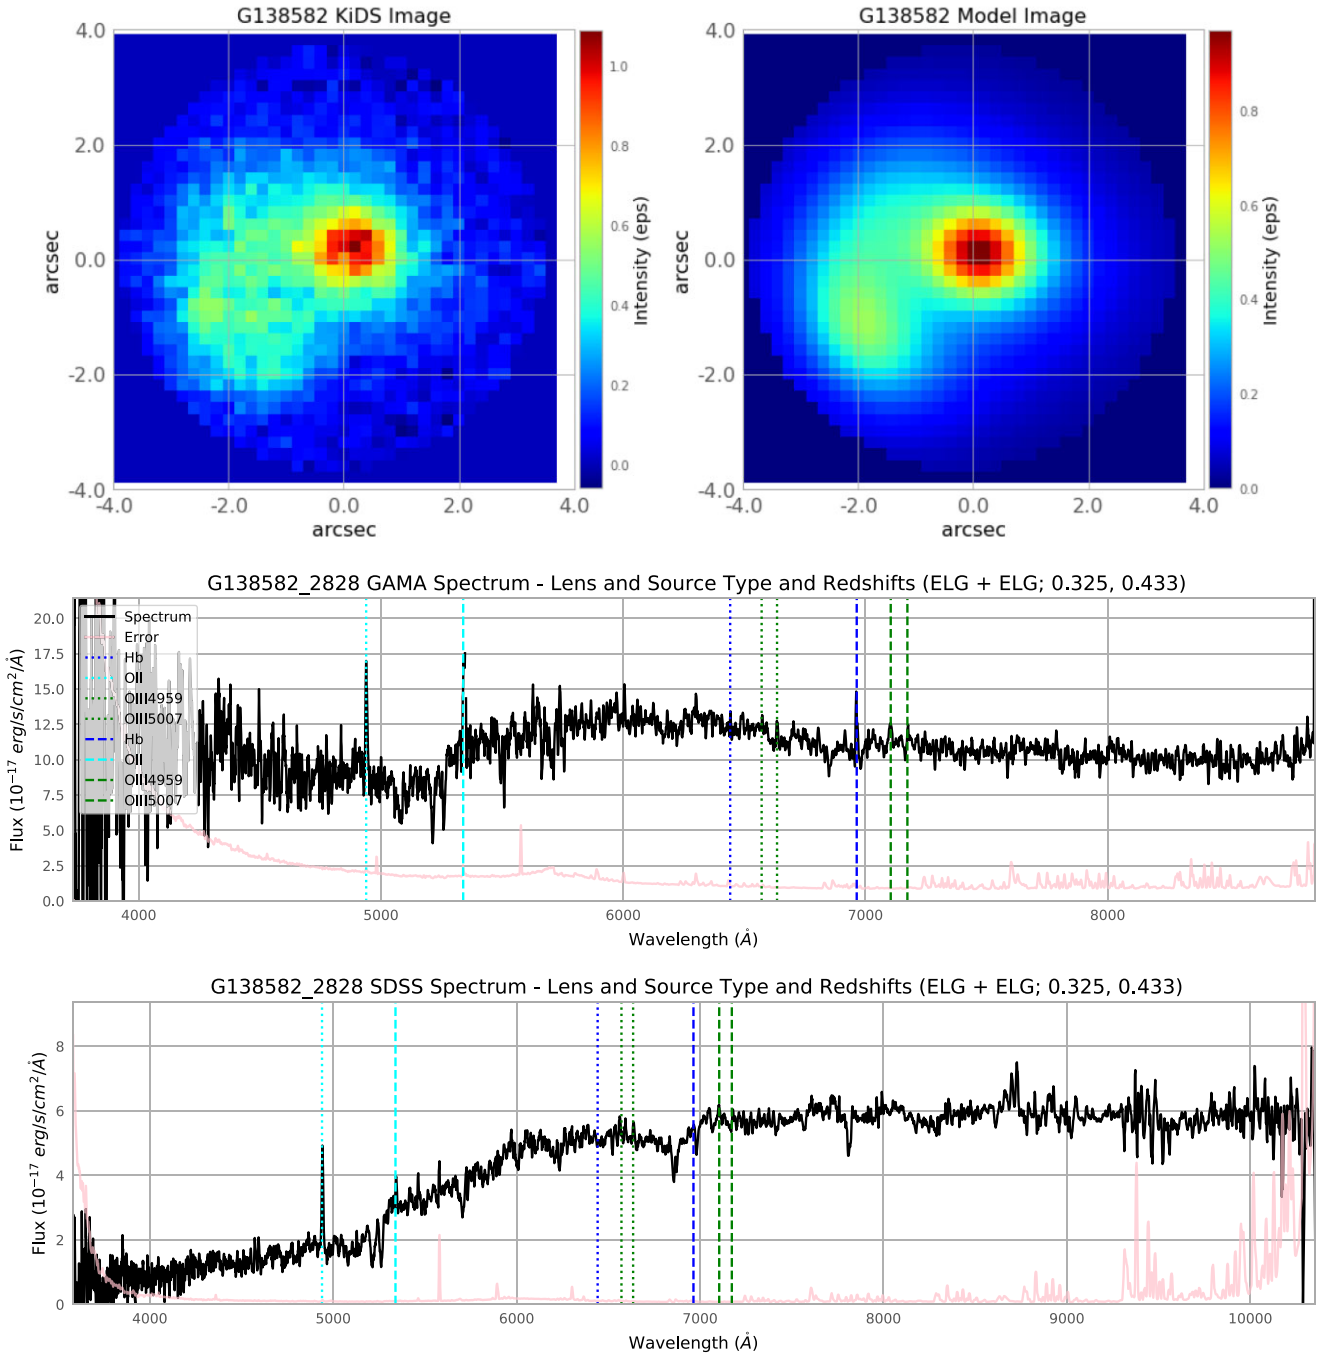 G138582 KiDS Image
4.0
2.0
0.0
-2.0
-4.0
arcsec
-4.0 -2.0 0.0 2.0 4.0
arcsec
1.0
0.8
0.6
0.4
0.2
0.0
Intensity (eps)
G138582 Model Image
4.0
2.0
0.0
-2.0
-4.0
arcsec
-4.0 -2.0 0.0 2.0 4.0
arcsec
0.8
0.6
0.4
0.2
0.0
Intensity (eps)
G138582_2828 GAMA Spectrum - Lens and Source Type and Redshifts (ELG + ELG; 0.325, 0.433)
20.0
17.5
15.0
12.5
10.0
7.5
5.0
2.5
0.0
Flux (10⁻¹⁷ erg/s/cm²/Å)
Spectrum
Error
Hb
OII
OIII4959
OIII5007
Hb
OII
OIII4959
OIII5007
4000 5000 6000 7000 8000
Wavelength (Å)
G138582_2828 SDSS Spectrum - Lens and Source Type and Redshifts (ELG + ELG; 0.325, 0.433)
8
6
4
2
0
Flux (10⁻¹⁷ erg/s/cm²/Å)
4000 5000 6000 7000 8000 9000 10000
Wavelength (Å)